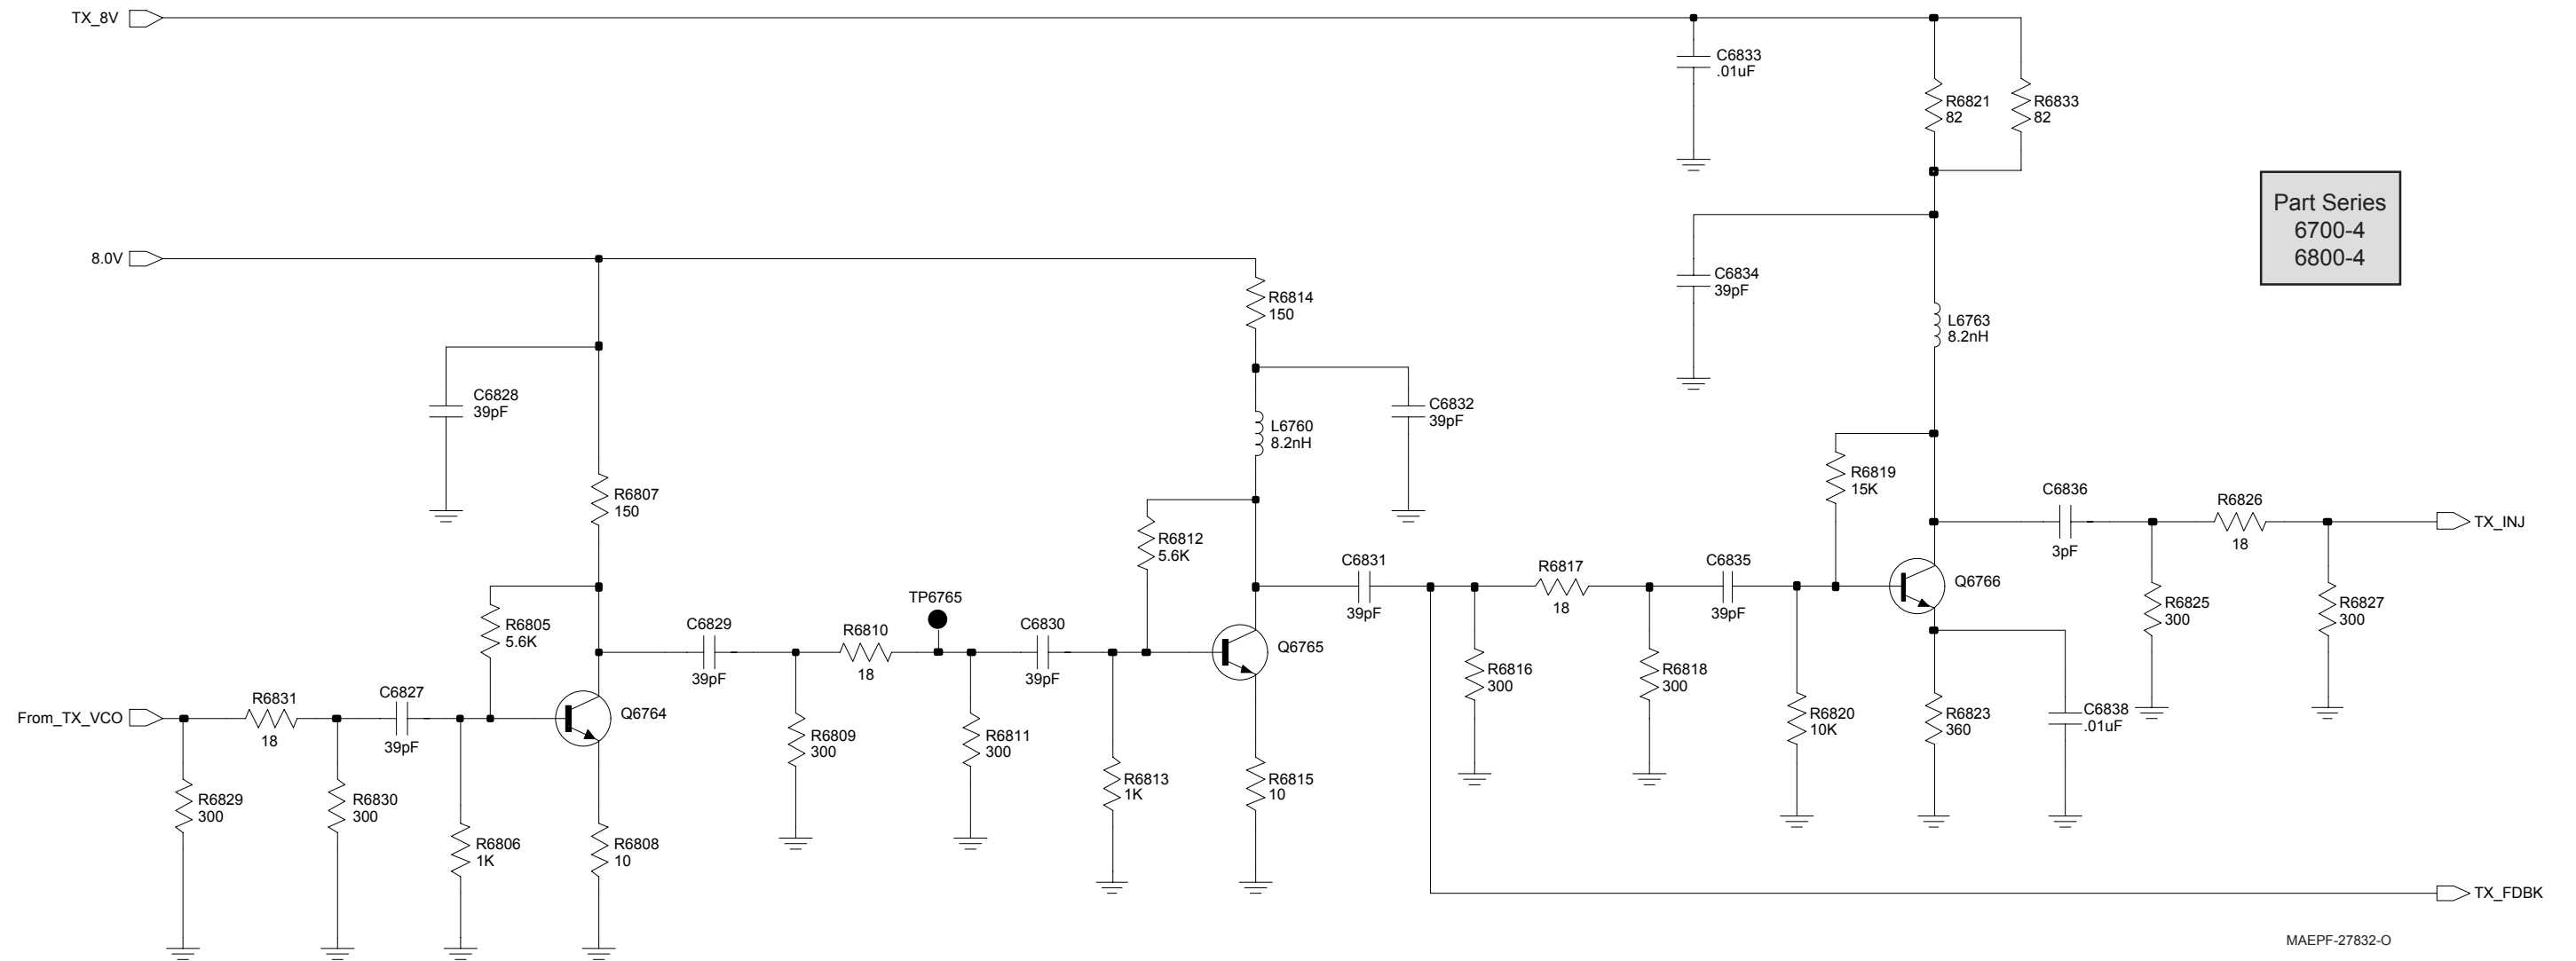 TX_8V
C6833
.01uF
R6821
82
R6833
82
Part Series
6700-4
6800-4
8.0V
C6834
39pF
R6814
150
L6763
8.2nH
C6828
39pF
C6832
39pF
L6760
8.2nH
R6807
150
R6819
15K
C6836
3pF
R6826
18
TX_INJ
R6812
5.6K
C6831
39pF
R6817
18
C6835
39pF
Q6766
TP6765
R6805
5.6K
C6829
39pF
R6810
18
C6830
39pF
Q6765
R6825
300
R6827
300
R6816
300
R6818
300
From_TX_VCO
R6831
18
C6827
39pF
Q6764
R6820
10K
R6823
360
C6838
.01uF
R6809
300
R6811
300
R6813
1K
R6815
10
R6829
300
R6830
300
R6806
1K
R6808
10
TX_FDBK
MAEPF-27832-O